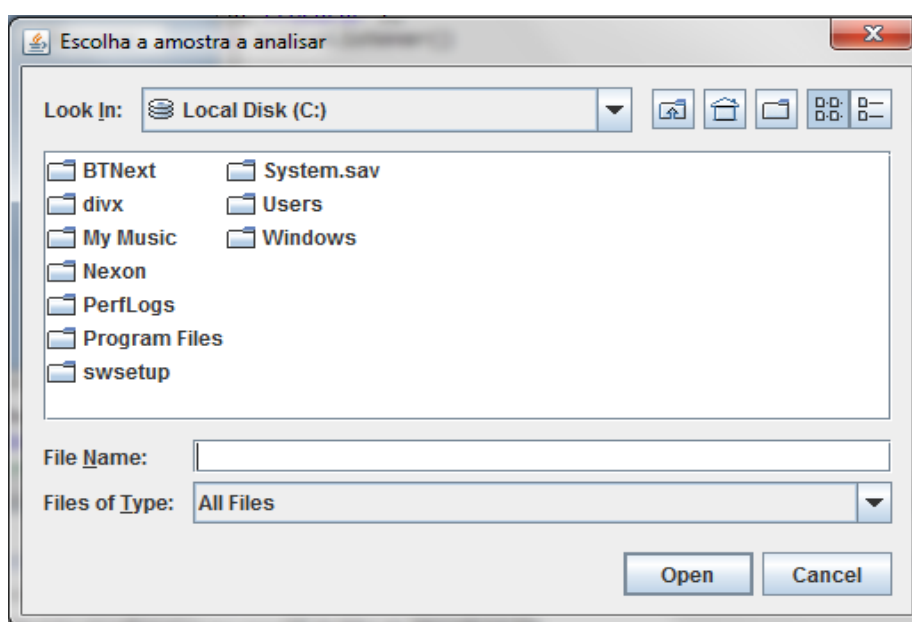 Escolha a amostra a analisar
Look In: Local Disk (C:)
BTNext System.sav
divx Users
My Music Windows
Nexon
PerfLogs
Program Files
swsetup
File Name:
Files of Type: All Files
Open Cancel